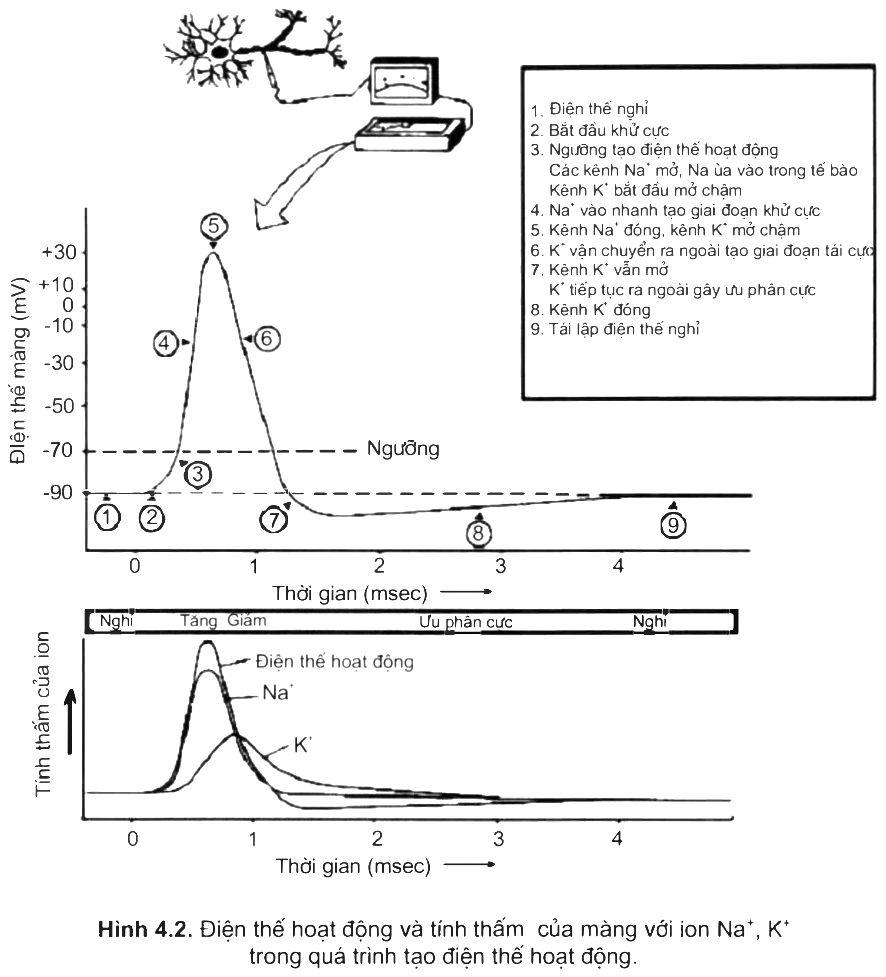 1. Điện thế nghỉ
2. Bắt đầu khử cực
3. Ngưỡng tạo điện thế hoạt động
Các kênh Na⁺ mở, Na ùa vào trong tế bào
Kênh K⁺ bắt đầu mở chậm
4. Na⁺ vào nhanh tạo giai đoạn khử cực
5. Kênh Na⁺ đóng, kênh K⁺ mở chậm
6. K⁺ vận chuyển ra ngoài tạo giai đoạn tái cực
7. Kênh K⁺ vẫn mở
K⁺ tiếp tục ra ngoài gây ưu phân cực
8. Kênh K⁺ đóng
9. Tái lập điện thế nghỉ
Điện thế màng (mV)
+30
+10
0
-10
-30
-50
-70
-90
5
4
6
Ngưỡng
3
1
2
7
8
9
0 1 2 3 4
Thời gian (msec)
Nghỉ Tăng Giảm Ưu phân cực Nghỉ
Tính thấm của ion
Điện thế hoạt động
Na⁺
K⁺
0 1 2 3 4
Thời gian (msec)
Hình 4.2. Điện thế hoạt động và tính thấm của màng với ion Na⁺, K⁺
trong quá trình tạo điện thế hoạt động.